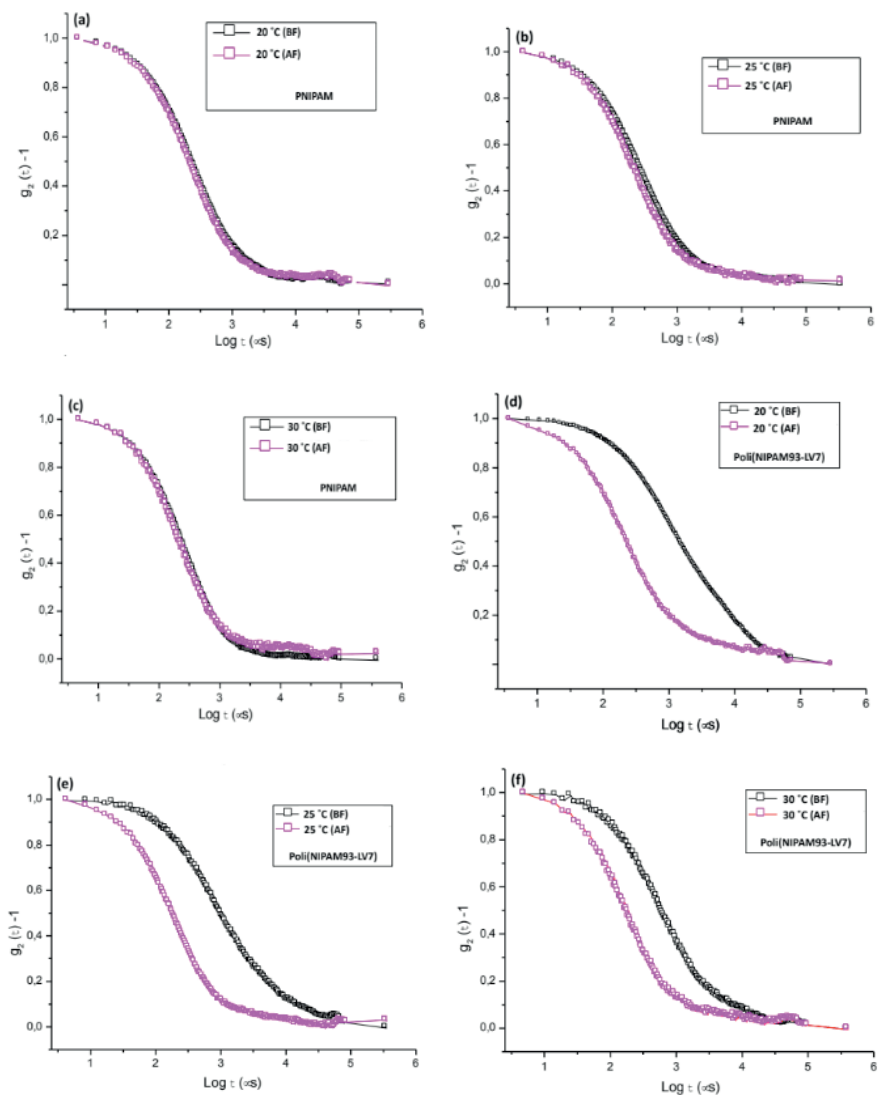 (a)
20 ˚C (BF)
20 ˚C (AF)
PNIPAM
1,0
0,8
0,6
0,4
0,2
0,0
g₂ (t) -1
1 2 3 4 5 6
Log t (∝s)
(b)
25 ˚C (BF)
25 ˚C (AF)
PNIPAM
1,0
0,8
0,6
0,4
0,2
0,0
g₂ (t) -1
1 2 3 4 5 6
Log t (∝s)
(c)
30 ˚C (BF)
30 ˚C (AF)
PNIPAM
1,0
0,8
0,6
0,4
0,2
0,0
g₂ (t) -1
1 2 3 4 5 6
Log t (∝s)
(d)
20 ˚C (BF)
20 ˚C (AF)
Poli(NIPAM93-LV7)
1,0
0,8
0,6
0,4
0,2
g₂ (t) -1
1 2 3 4 5 6
Log t (∝s)
(e)
25 ˚C (BF)
25 ˚C (AF)
Poli(NIPAM93-LV7)
1,0
0,8
0,6
0,4
0,2
0,0
g₂ (t) -1
1 2 3 4 5 6
Log t (∝s)
(f)
30 ˚C (BF)
30 ˚C (AF)
Poli(NIPAM93-LV7)
1,0
0,8
0,6
0,4
0,2
0,0
g₂ (t) -1
1 2 3 4 5 6
Log t (∝s)